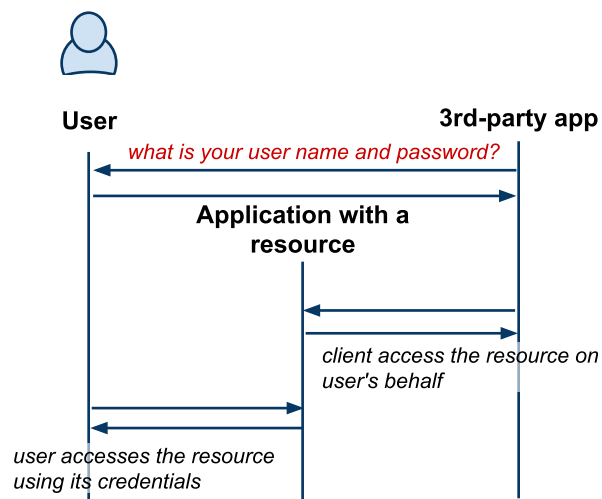 User
3rd-party app
what is your user name and password?
Application with a
resource
client access the resource on
user's behalf
user accesses the resource
using its credentials